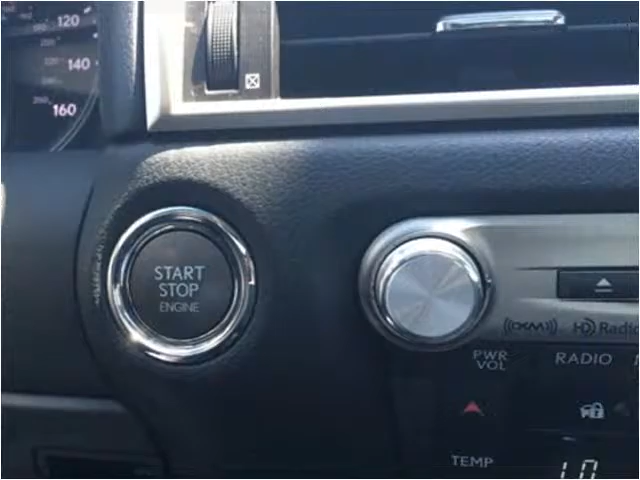 120
140
160
START
STOP
ENGINE
((XM)) HD Radio
PWR
VOL
RADIO
TEMP